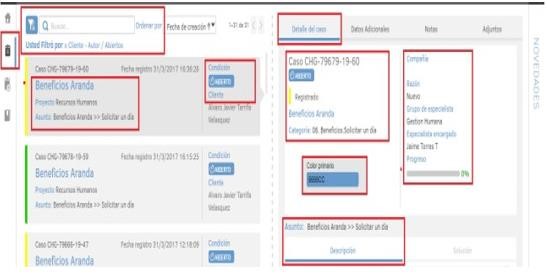 Buscar...
Ordenar por
Fecha de creación
1-31 de 31
Usted Filtró por » Cliente - Autor / Abiertos
Caso CHG-79679-19-60
Fecha registro 31/3/2017 16:36:26
Condición
ABIERTO
Beneficios Aranda
Cliente
Proyecto Recursos Humanos
Alvaro Javier Tarrifa
Asunto: Beneficios Aranda >> Solicitar un día
Velasquez
Caso CHG-79678-19-59
Fecha registro 31/3/2017 16:15:25
Condición
ABIERTO
Beneficios Aranda
Cliente
Proyecto Recursos Humanos
Alvaro Javier Tarrifa
Asunto: Beneficios Aranda >> Solicitar un día
Velasquez
Caso CHG-79666-19-47
Fecha registro 31/3/2017 12:18:09
Condición
ABIERTO
Beneficios Aranda
Detalle del caso
Datos Adicionales
Notas
Adjuntos
Caso CHG-79679-19-60
ABIERTO
Registrado
Beneficios Aranda
Categoría: 06. Beneficios.Solicitar un día
Compañía
Razón
Nuevo
Grupo de especialista
Gestion Humana
Especialista encargado
Jaime Torres T
Progreso
0%
Color primario
Asunto: Beneficios Aranda >> Solicitar un día
Descripción
Solución
NOVEDADES